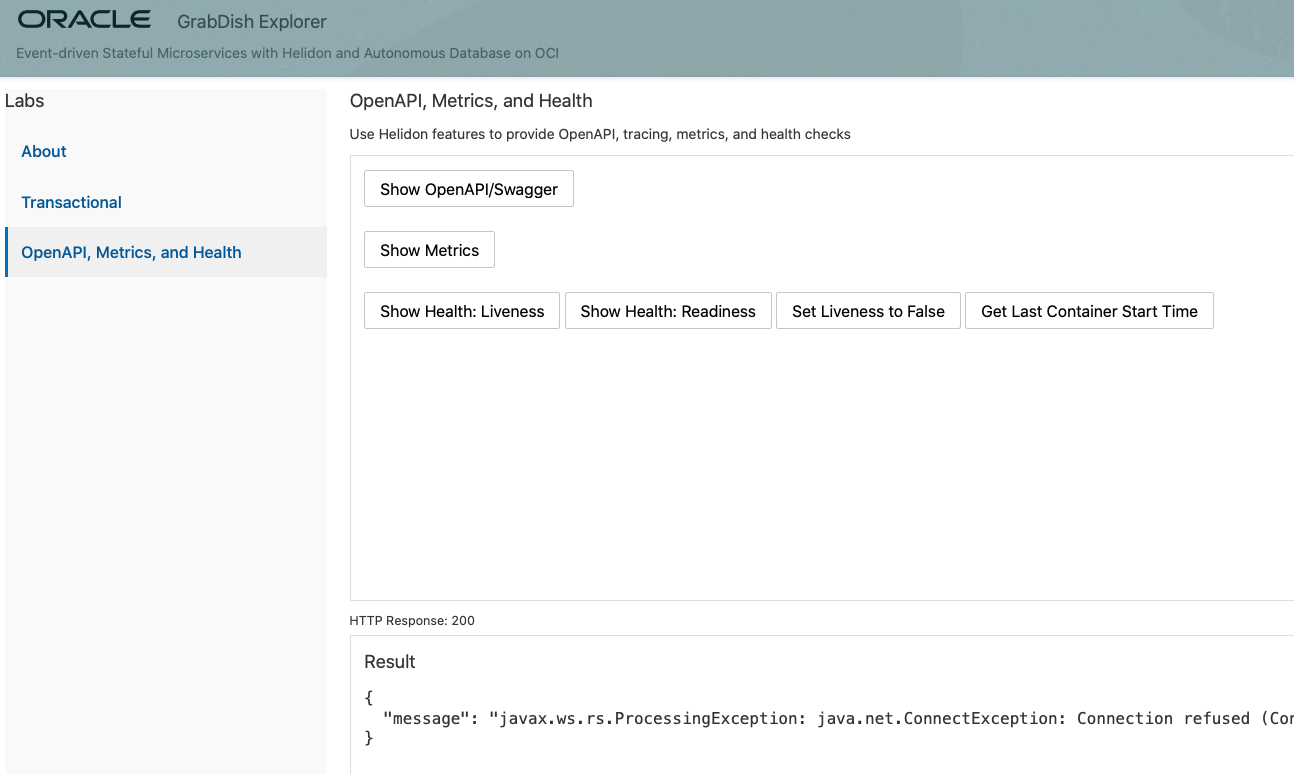 ORACLE GrabDish Explorer
Event-driven Stateful Microservices with Helidon and Autonomous Database on OCI
Labs
About
Transactional
OpenAPI, Metrics, and Health
OpenAPI, Metrics, and Health
Use Helidon features to provide OpenAPI, tracing, metrics, and health checks
Show OpenAPI/Swagger
Show Metrics
Show Health: Liveness Show Health: Readiness Set Liveness to False Get Last Container Start Time
HTTP Response: 200
Result
{
"message": "javax.ws.rs.ProcessingException: java.net.ConnectException: Connection refused
}